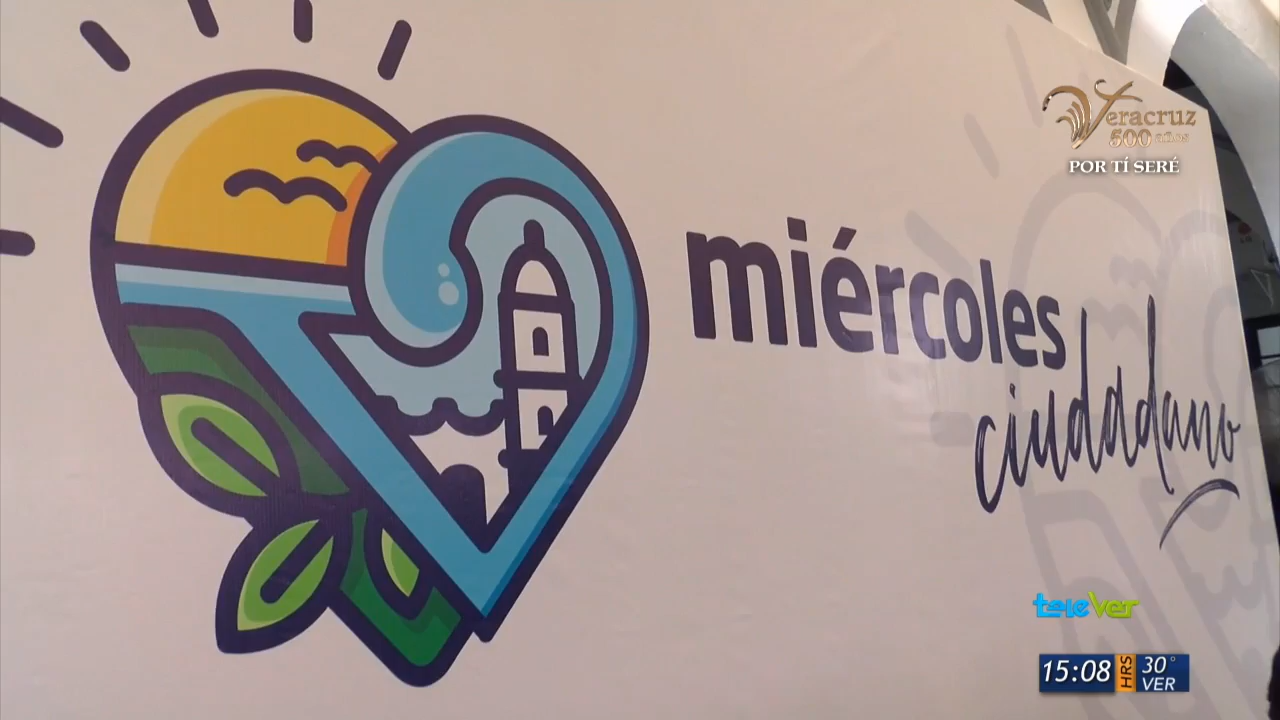 Veracruz
500 años
POR TÍ SERÉ
miércoles
ciudadano
teleVer
15:08 HRS 30° VER